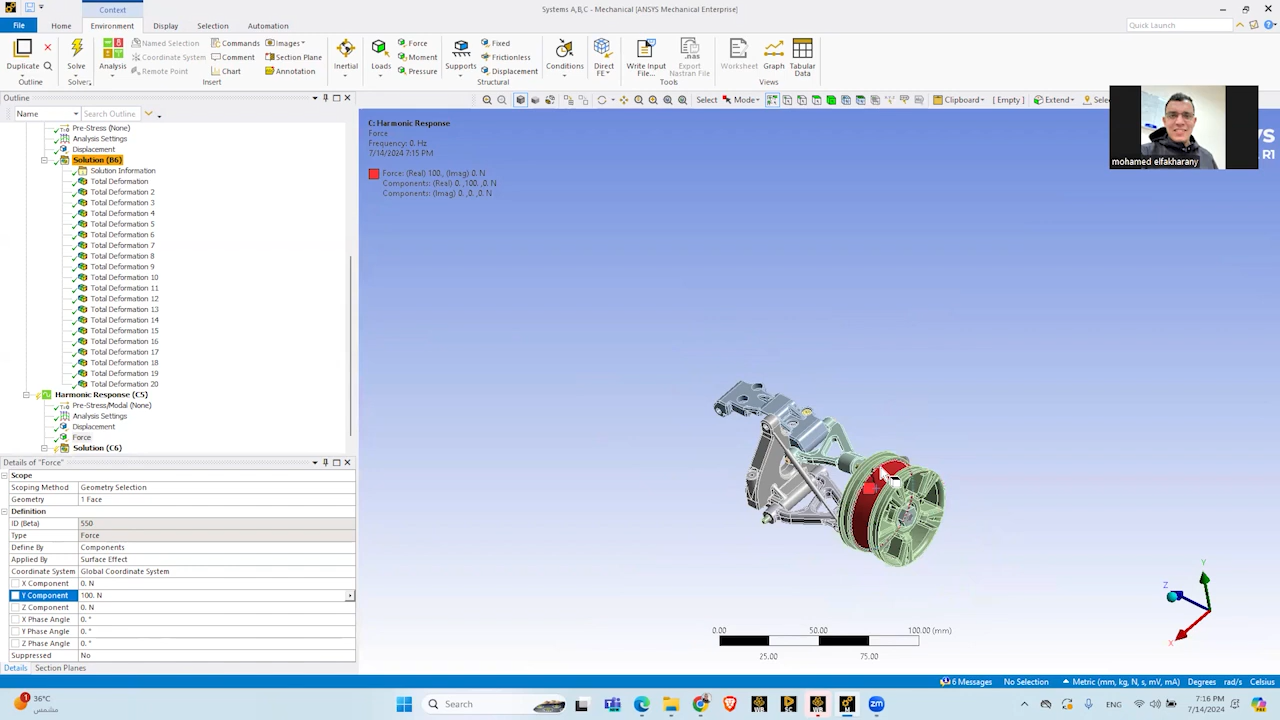 Context
Systems A,B,C - Mechanical [ANSYS Mechanical Enterprise]
File Home Environment Display Selection Automation
Quick Launch
Duplicate
Outline
Solve
Solver
Analysis
Named Selection
Coordinate System
Remote Point
Commands
Comment
Chart
Images
Section Plane
Annotation
Insert
Inertial
Loads
Force
Moment
Pressure
Supports
Fixed
Frictionless
Displacement
Structural
Conditions
Direct FE
Write Input File...
Export Nastran File
Tools
Worksheet
Graph
Tabular Data
Views
Outline
Name
Search Outline
Select Mode
Clipboard [ Empty ] Extend
Pre-Stress (None)
Analysis Settings
Displacement
Solution (B6)
Solution Information
Total Deformation
Total Deformation 2
Total Deformation 3
Total Deformation 4
Total Deformation 5
Total Deformation 6
Total Deformation 7
Total Deformation 8
Total Deformation 9
Total Deformation 10
Total Deformation 11
Total Deformation 12
Total Deformation 13
Total Deformation 14
Total Deformation 15
Total Deformation 16
Total Deformation 17
Total Deformation 18
Total Deformation 19
Total Deformation 20
Harmonic Response (C5)
Pre-Stress/Modal (None)
Analysis Settings
Displacement
Force
Solution (C6)
Details of "Force"
Scope
Scoping Method Geometry Selection
Geometry 1 Face
Definition
ID (Beta) 550
Type Force
Define By Components
Applied By Surface Effect
Coordinate System Global Coordinate System
X Component 0. N
Y Component 100. N
Z Component 0. N
X Phase Angle 0. °
Y Phase Angle 0. °
Z Phase Angle 0. °
Suppressed No
Details Section Planes
C: Harmonic Response
Force
Frequency: 0. Hz
7/14/2024 7:15 PM
Force: (Real) 100., (Imag) 0. N
Components: (Real) 0. ,100. ,0. N
Components: (Imag) 0. ,0. ,0. N
mohamed elfakharany
R1
0.00 50.00 100.00 (mm)
25.00 75.00
Y
Z
X
6 Messages No Selection Metric (mm, kg, N, s, mV, mA) Degrees rad/s Celsius
1
36°C
مشمس
Search
ENG
7:16 PM
7/14/2024